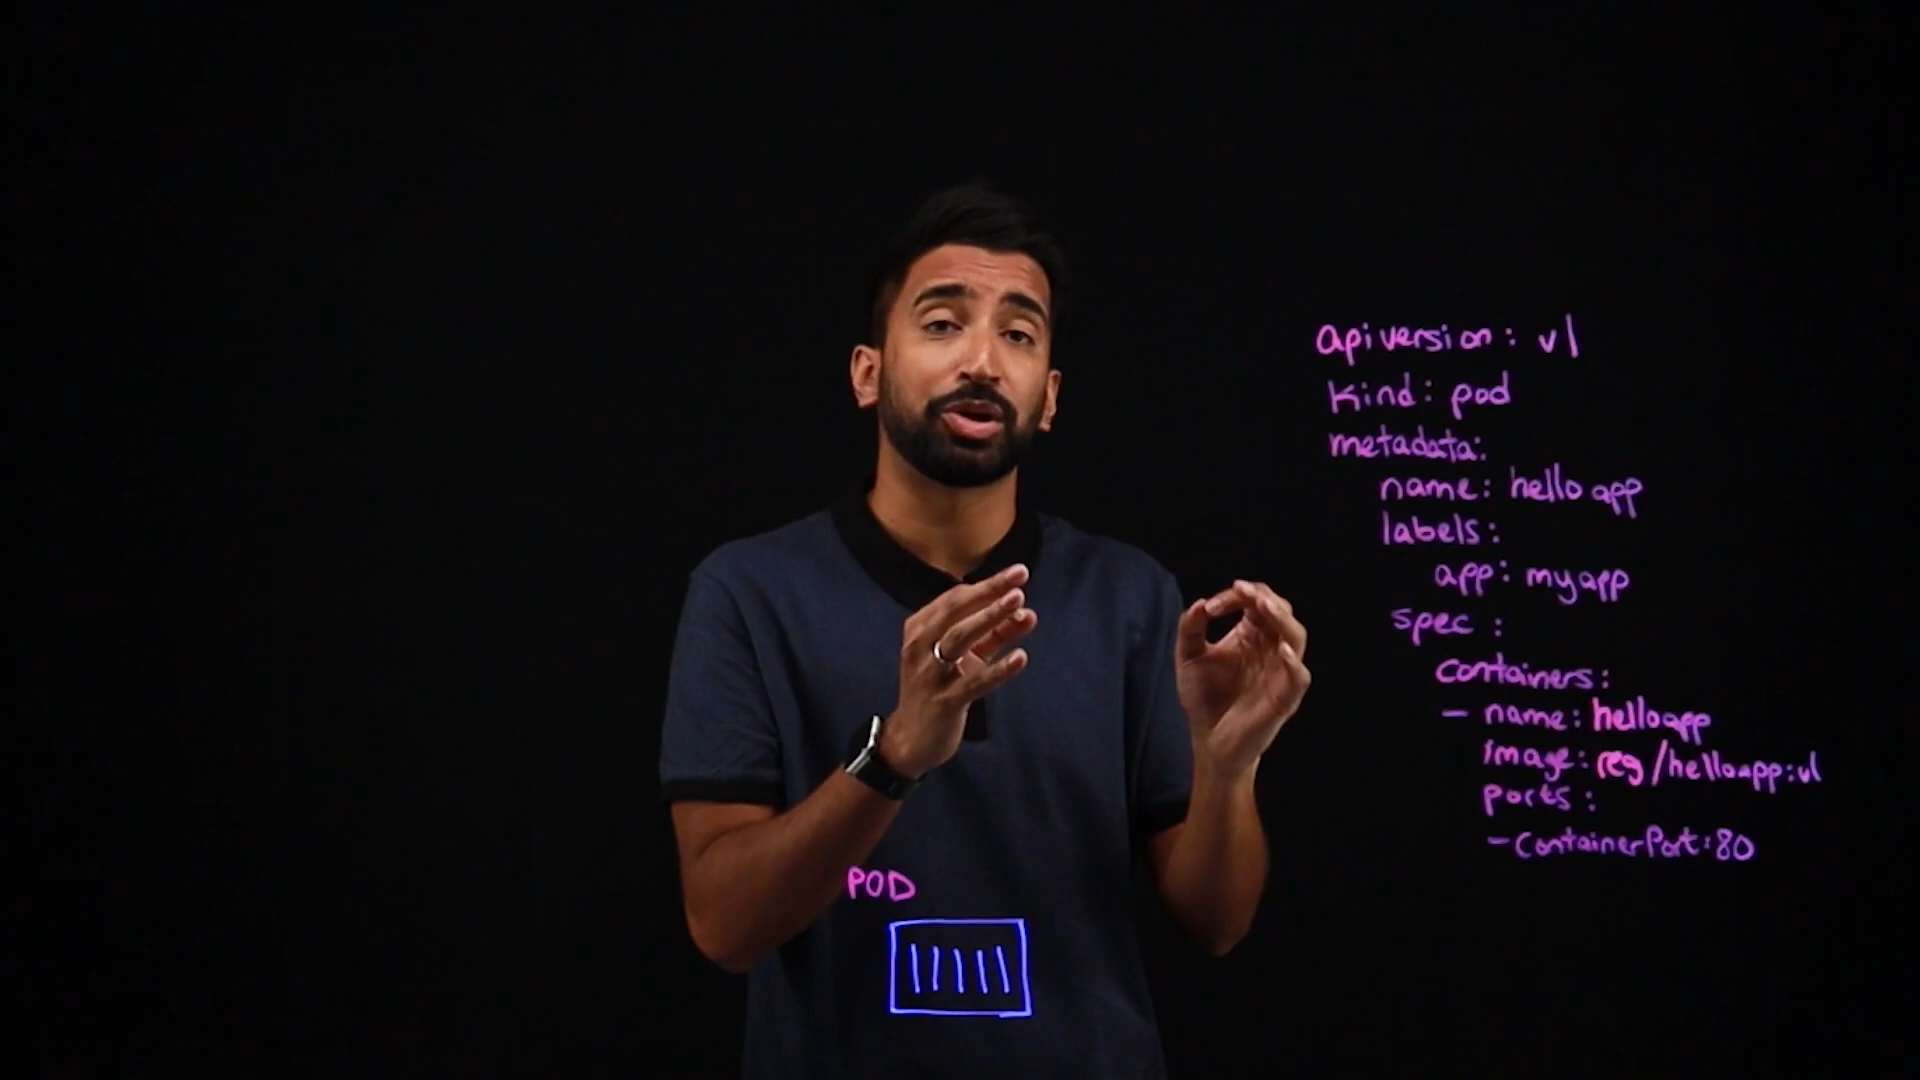 apiversion: v1
kind: pod
metadata:
name: hello app
labels:
app: myapp
spec:
containers:
- name: helloapp
image: reg/helloapp:v1
ports:
- containerPort: 80
POD